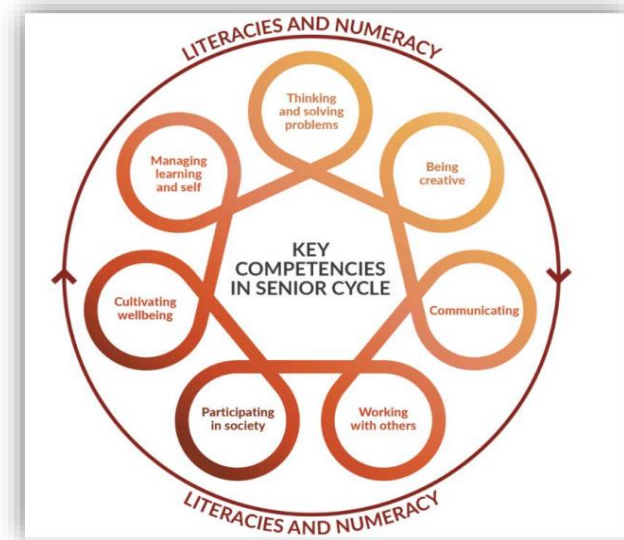 LITERACIES AND NUMERACY
Thinking
and solving
problems
Being
creative
Communicating
Working
with others
Participating
in society
Cultivating
wellbeing
Managing
learning
and self
KEY
COMPETENCIES
IN SENIOR CYCLE
LITERACIES AND NUMERACY